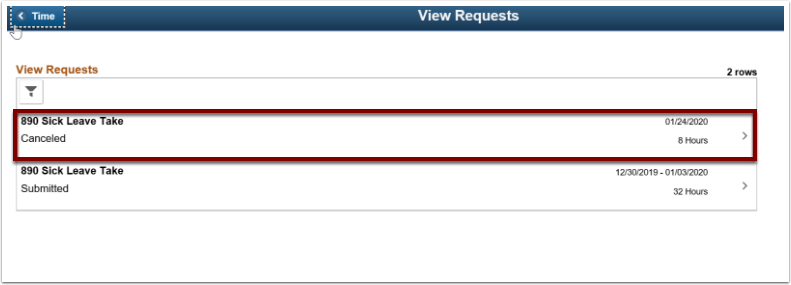 Time
View Requests
View Requests
2 rows
890 Sick Leave Take
01/24/2020
Canceled
8 Hours
890 Sick Leave Take
12/30/2019 - 01/03/2020
Submitted
32 Hours